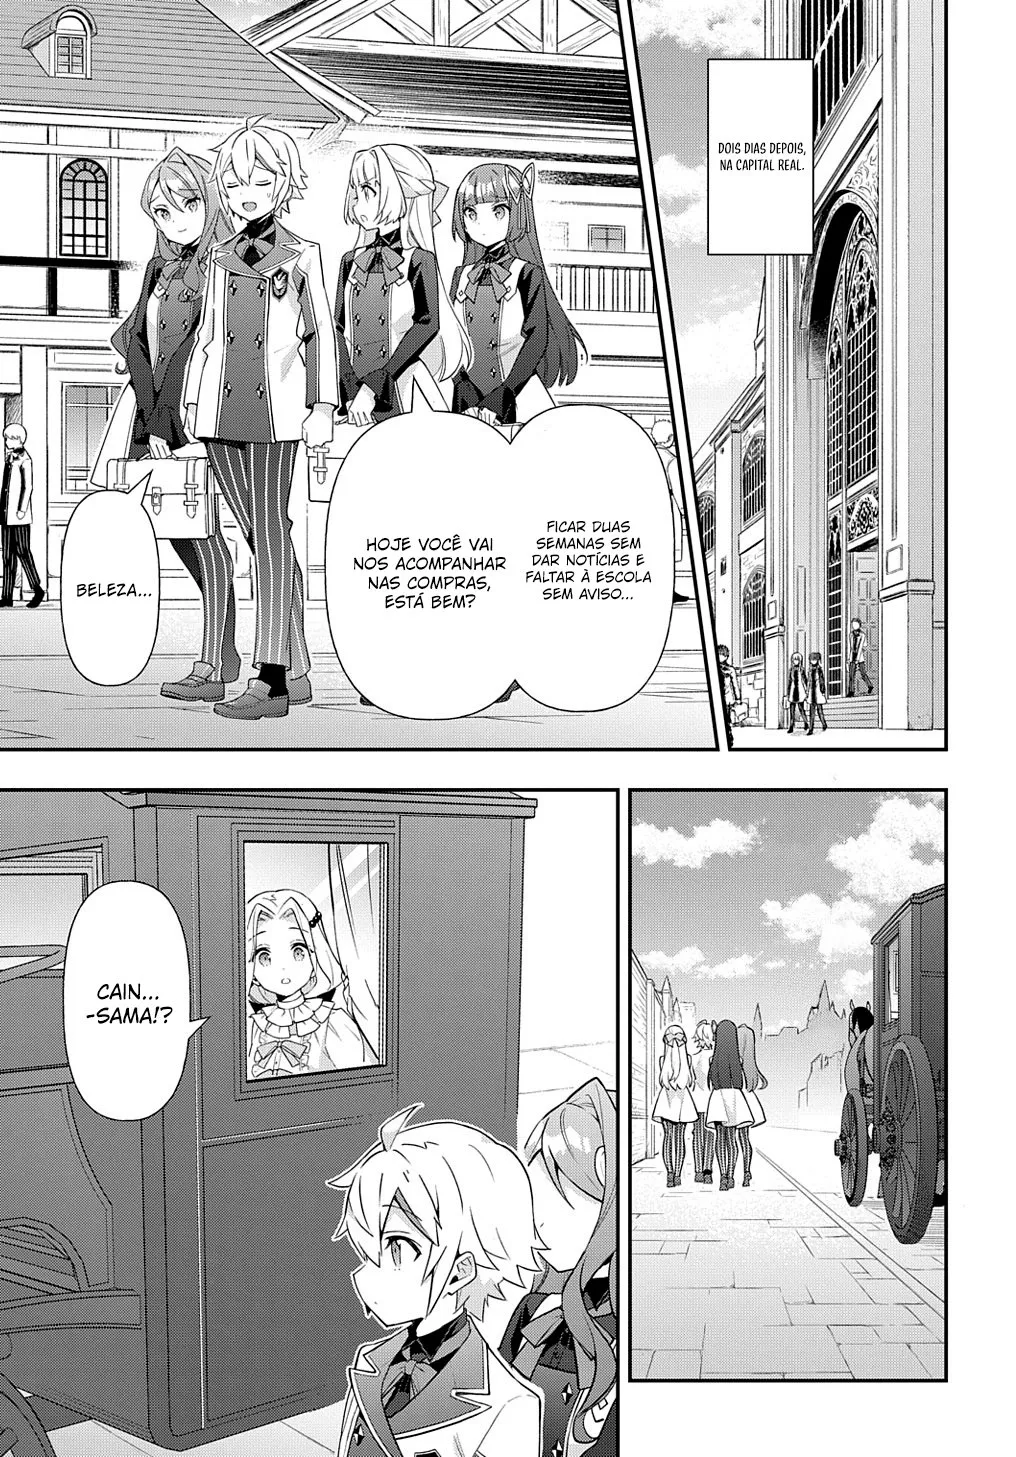 DOIS DIAS DEPOIS,
NA CAPITAL REAL.
FICAR DUAS
SEMANAS SEM
DAR NOTÍCIAS E
FALTAR À ESCOLA
SEM AVISO...
HOJE VOCÊ VAI
NOS ACOMPANHAR
NAS COMPRAS,
ESTÁ BEM?
BELEZA...
CAIN...
-SAMA!?